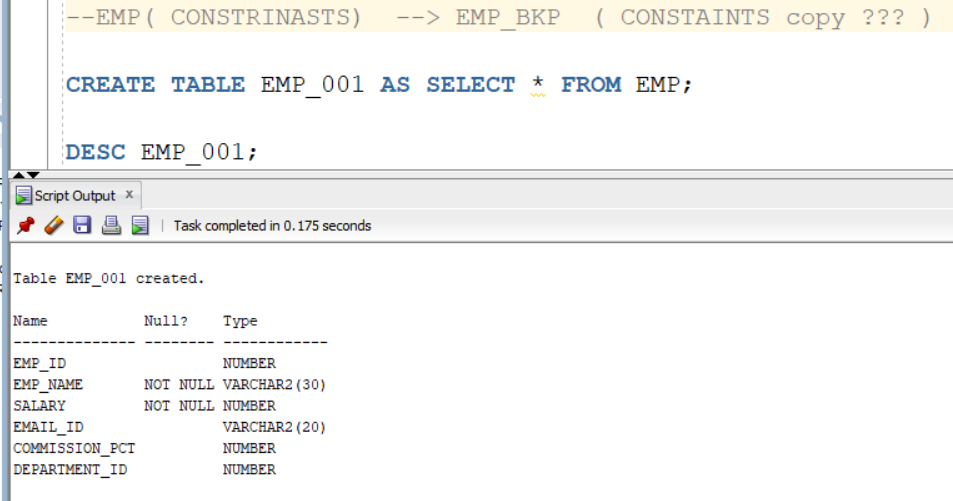 --EMP( CONSTRINASTS)  --> EMP_BKP  ( CONSTAINTS copy ??? )
CREATE TABLE EMP_001 AS SELECT * FROM EMP;
DESC EMP_001;
Script Output x
Task completed in 0.175 seconds
Table EMP_001 created.
Name           Null?    Type
-------------- -------- ------------
EMP_ID                  NUMBER
EMP_NAME       NOT NULL VARCHAR2(30)
SALARY         NOT NULL NUMBER
EMAIL_ID                VARCHAR2(20)
COMMISSION_PCT          NUMBER
DEPARTMENT_ID           NUMBER